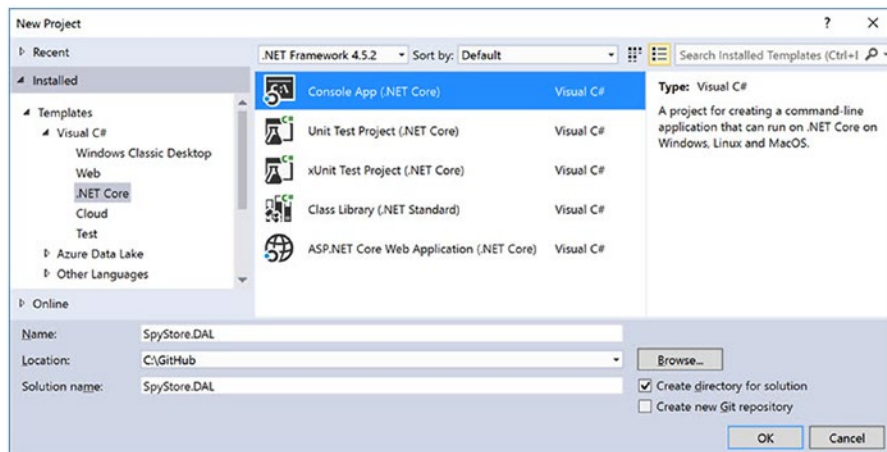 New Project
? X
Recent
.NET Framework 4.5.2 Sort by: Default
Search Installed Templates (Ctrl+E
Installed
Templates
Visual C#
Windows Classic Desktop
Web
.NET Core
Cloud
Test
Azure Data Lake
Other Languages
Online
Console App (.NET Core) Visual C#
Unit Test Project (.NET Core) Visual C#
xUnit Test Project (.NET Core) Visual C#
Class Library (.NET Standard) Visual C#
ASP.NET Core Web Application (.NET Core) Visual C#
Type: Visual C#
A project for creating a command-line
application that can run on .NET Core on
Windows, Linux and MacOS.
Name: SpyStore.DAL
Location: C:\GitHub
Browse...
Solution name: SpyStore.DAL
Create directory for solution
Create new Git repository
OK Cancel